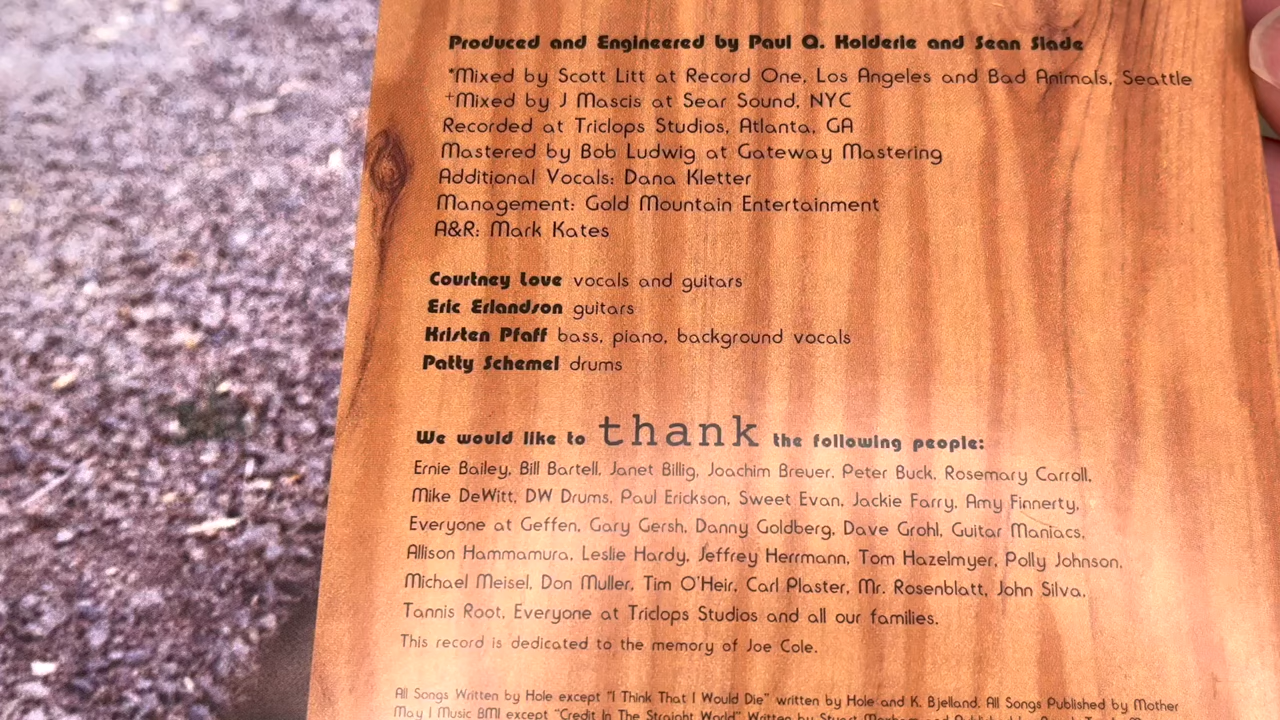 Produced and Engineered by Paul Q. Kolderie and Sean Slade
*Mixed by Scott Litt at Record One, Los Angeles and Bad Animals, Seattle
†Mixed by J Mascis at Sear Sound, NYC
Recorded at Triclops Studios, Atlanta, GA
Mastered by Bob Ludwig at Gateway Mastering
Additional Vocals: Dana Kletter
Management: Gold Mountain Entertainment
A&R: Mark Kates
Courtney Love vocals and guitars
Eric Erlandson guitars
Kristen Pfaff bass, piano, background vocals
Patty Schemel drums
We would like to thank the following people:
Ernie Bailey, Bill Bartell, Janet Billig, Joachim Breuer, Peter Buck, Rosemary Carroll,
Mike DeWitt, DW Drums, Paul Erickson, Sweet Evan, Jackie Farry, Amy Finnerty,
Everyone at Geffen, Gary Gersh, Danny Goldberg, Dave Grohl, Guitar Maniacs,
Allison Hammamura, Leslie Hardy, Jeffrey Herrmann, Tom Hazelmyer, Polly Johnson,
Michael Meisel, Don Muller, Tim O'Heir, Carl Plaster, Mr. Rosenblatt, John Silva,
Tannis Root, Everyone at Triclops Studios and all our families.
This record is dedicated to the memory of Joe Cole.
All Songs Written by Hole except "I Think That I Would Die" written by Hole and K. Bjelland. All Songs Published by Mother
May I Music BMI except "Credit In The Straight World" Written by Stuart